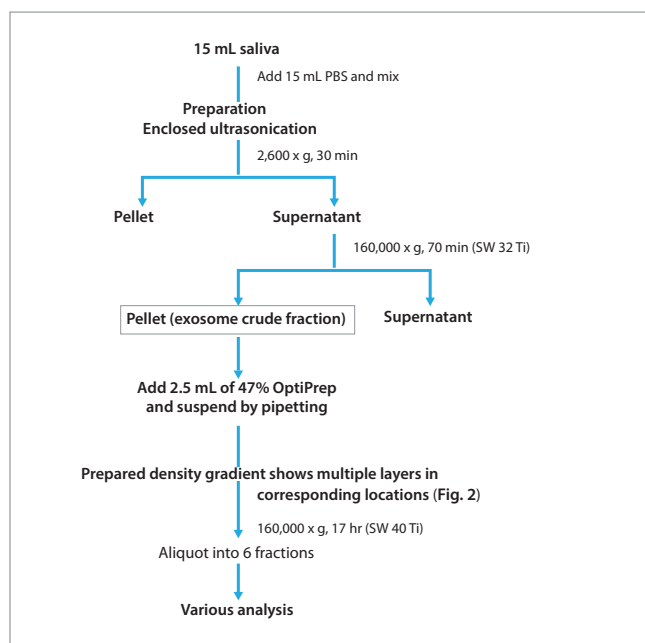 15 mL saliva
Add 15 mL PBS and mix
Preparation
Enclosed ultrasonication
2,600 x g, 30 min
Pellet
Supernatant
160,000 x g, 70 min (SW 32 Ti)
Pellet (exosome crude fraction)
Supernatant
Add 2.5 mL of 47% OptiPrep
and suspend by pipetting
Prepared density gradient shows multiple layers in
corresponding locations (Fig. 2)
160,000 x g, 17 hr (SW 40 Ti)
Aliquot into 6 fractions
Various analysis